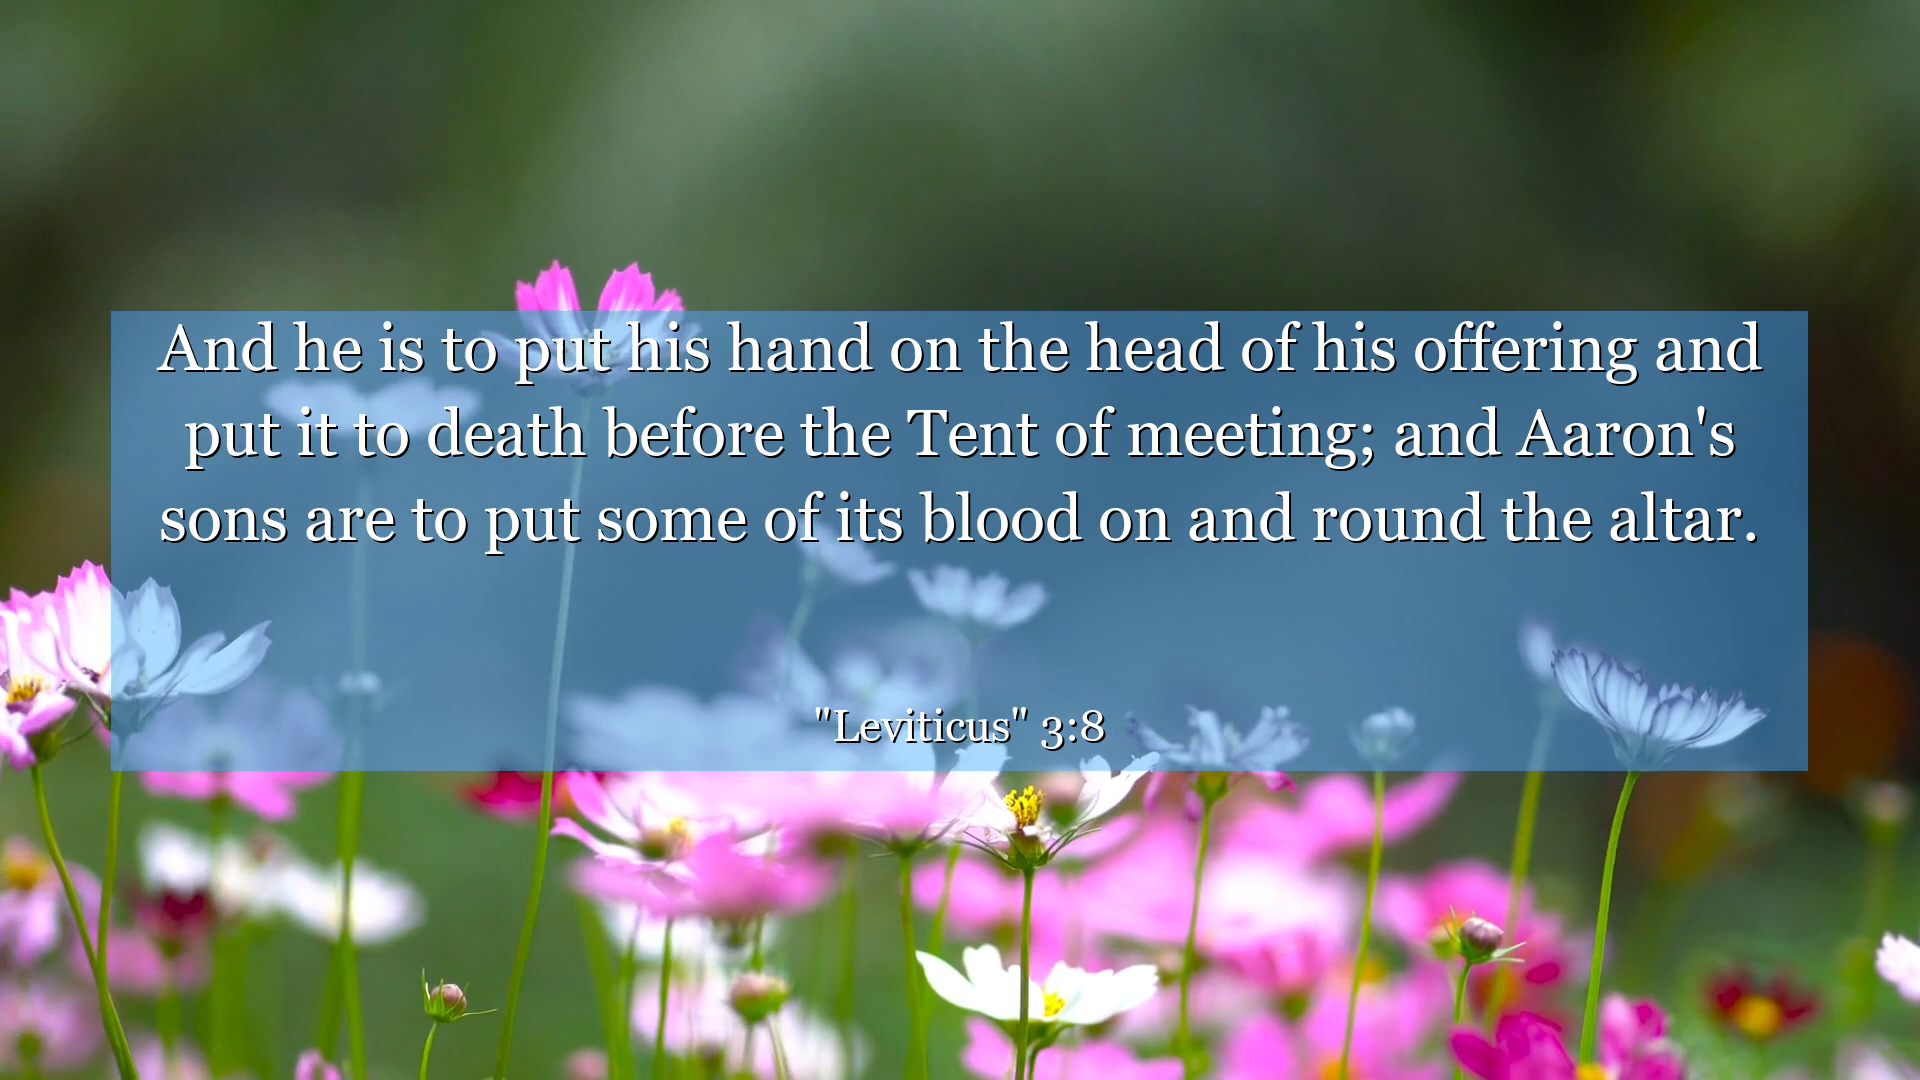 And he is to put his hand on the head of his offering and
put it to death before the Tent of meeting; and Aaron's
sons are to put some of its blood on and round the altar.
"Leviticus" 3:8